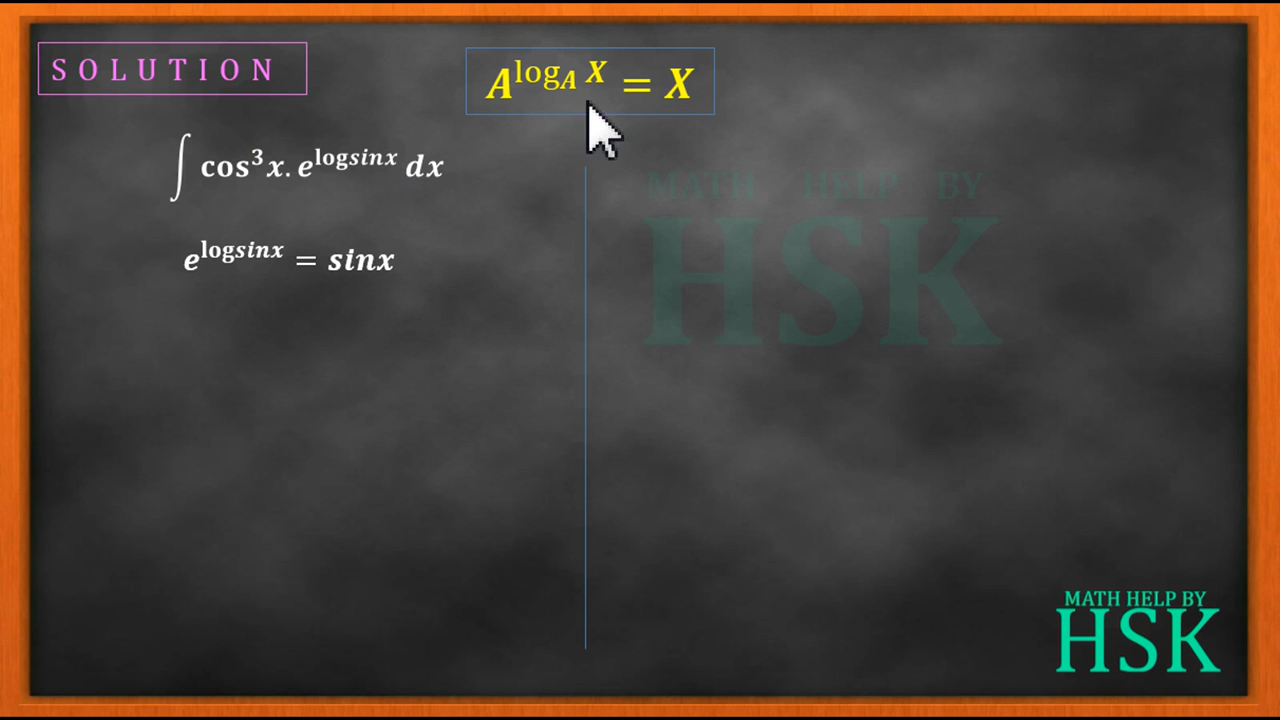 SOLUTION
A^{log_A X} = X
∫ cos³x. e^{logsinx} dx
e^{logsinx} = sinx
MATH HELP BY
HSK
MATH HELP BY
HSK